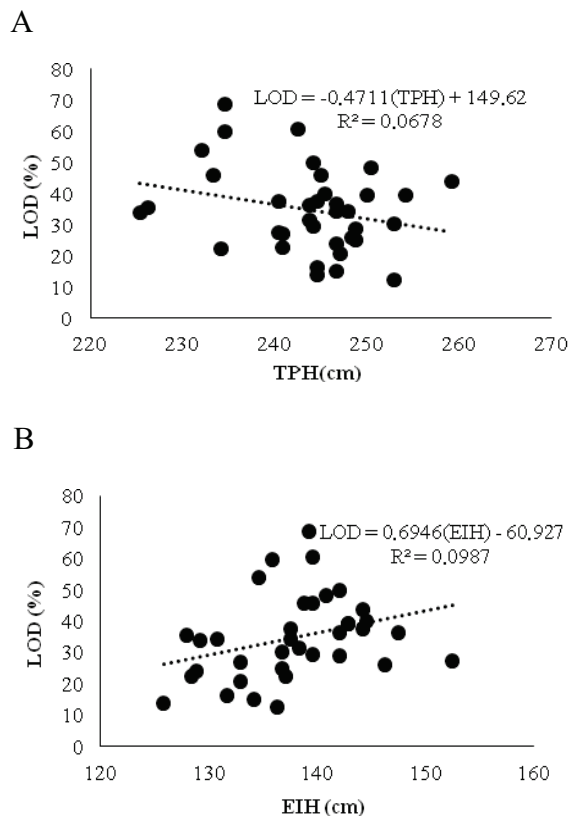 A
LOD = -0.4711(TPH) + 149.62
R² = 0.0678
80
70
60
50
40
30
20
10
0
LOD (%)
220 230 240 250 260 270
TPH(cm)
B
LOD = 0.6946(EIH) - 60.927
R² = 0.0987
80
70
60
50
40
30
20
10
0
LOD (%)
120 130 140 150 160
EIH (cm)